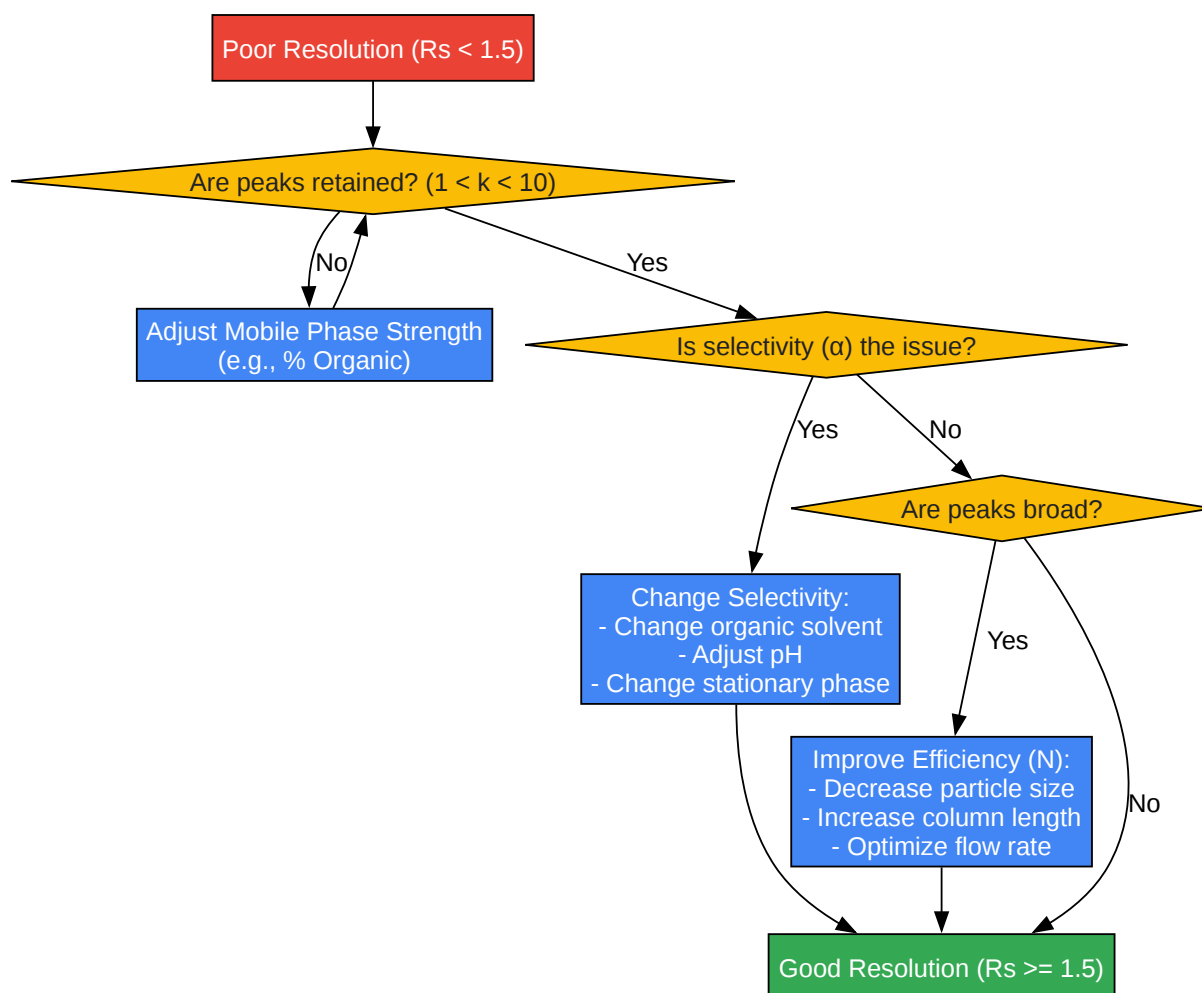 Poor Resolution (Rs < 1.5)
Are peaks retained? (1 < k < 10)
No
Yes
Adjust Mobile Phase Strength
(e.g., % Organic)
Is selectivity (α) the issue?
Yes
No
Are peaks broad?
Change Selectivity:
- Change organic solvent
- Adjust pH
- Change stationary phase
Yes
Improve Efficiency (N):
- Decrease particle size
- Increase column length
- Optimize flow rate
No
Good Resolution (Rs >= 1.5)